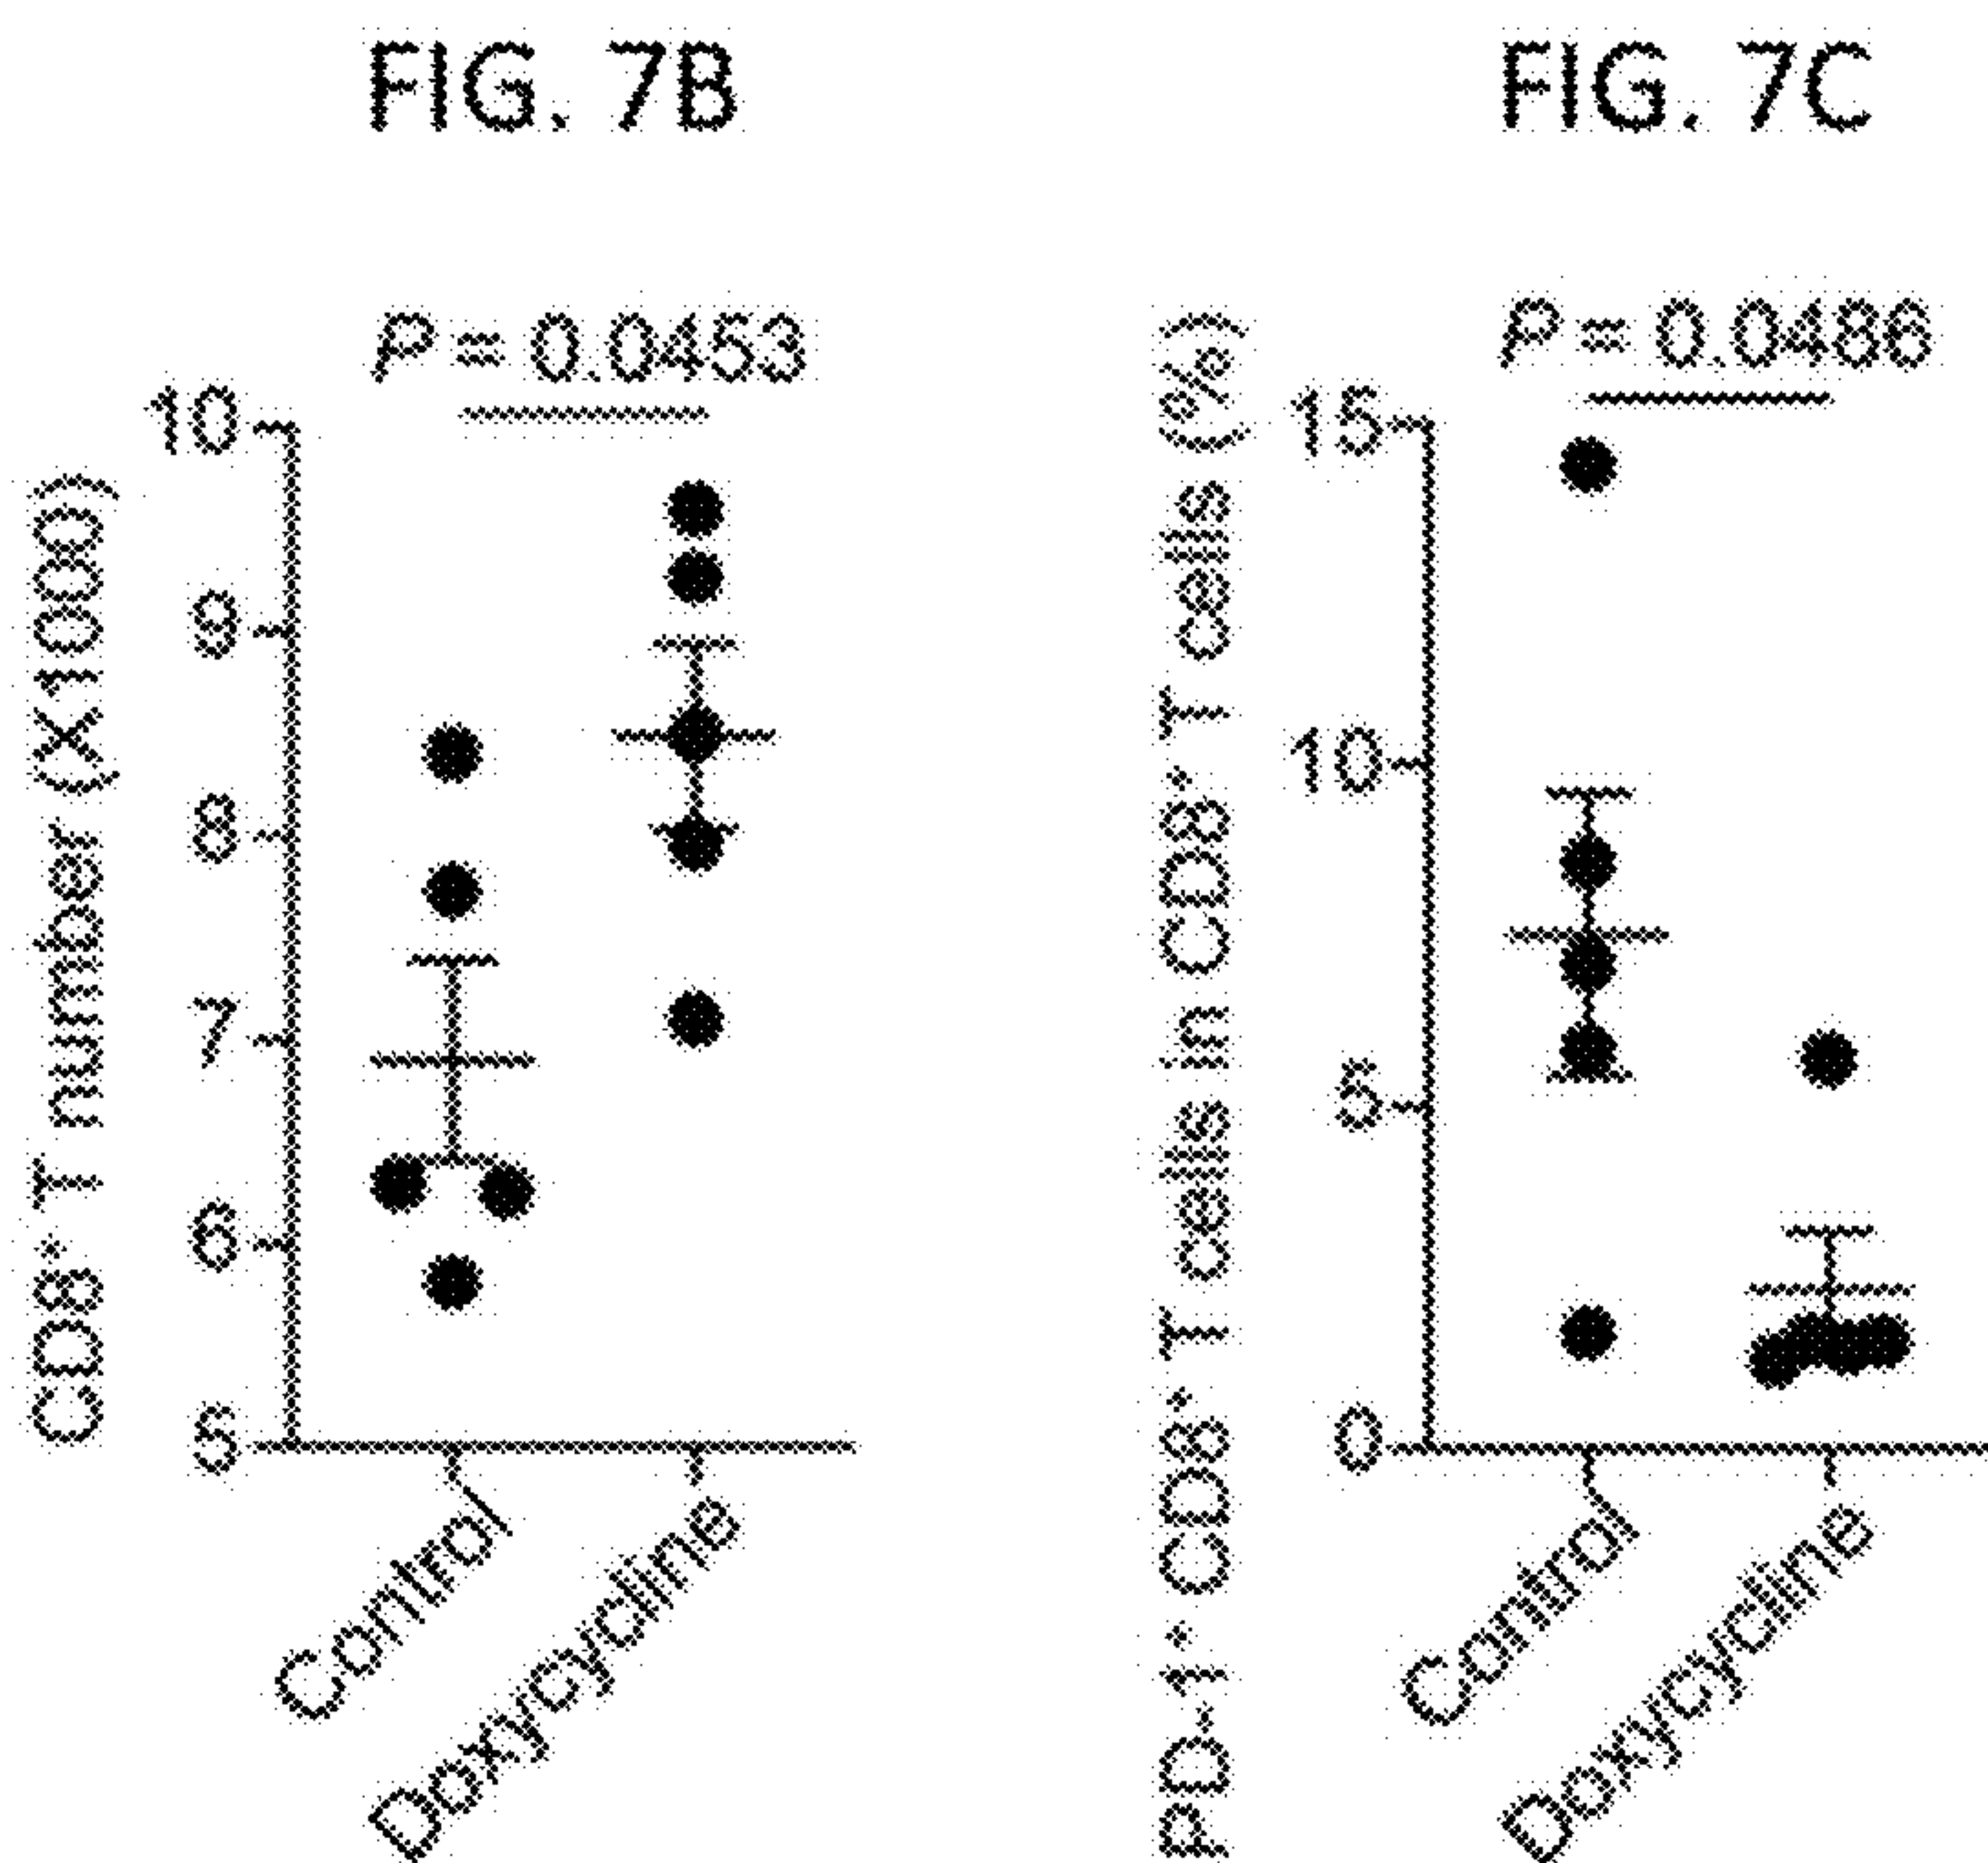 FIG. 7B
P = 0.0453
CD8+ T number (X1000)
10
9
8
7
6
5
Control
Doxycycline
FIG. 7C
P = 0.0486
PD-1+ CD8+ T cells in CD8+ T cells (%)
15
10
5
0
Control
Doxycycline